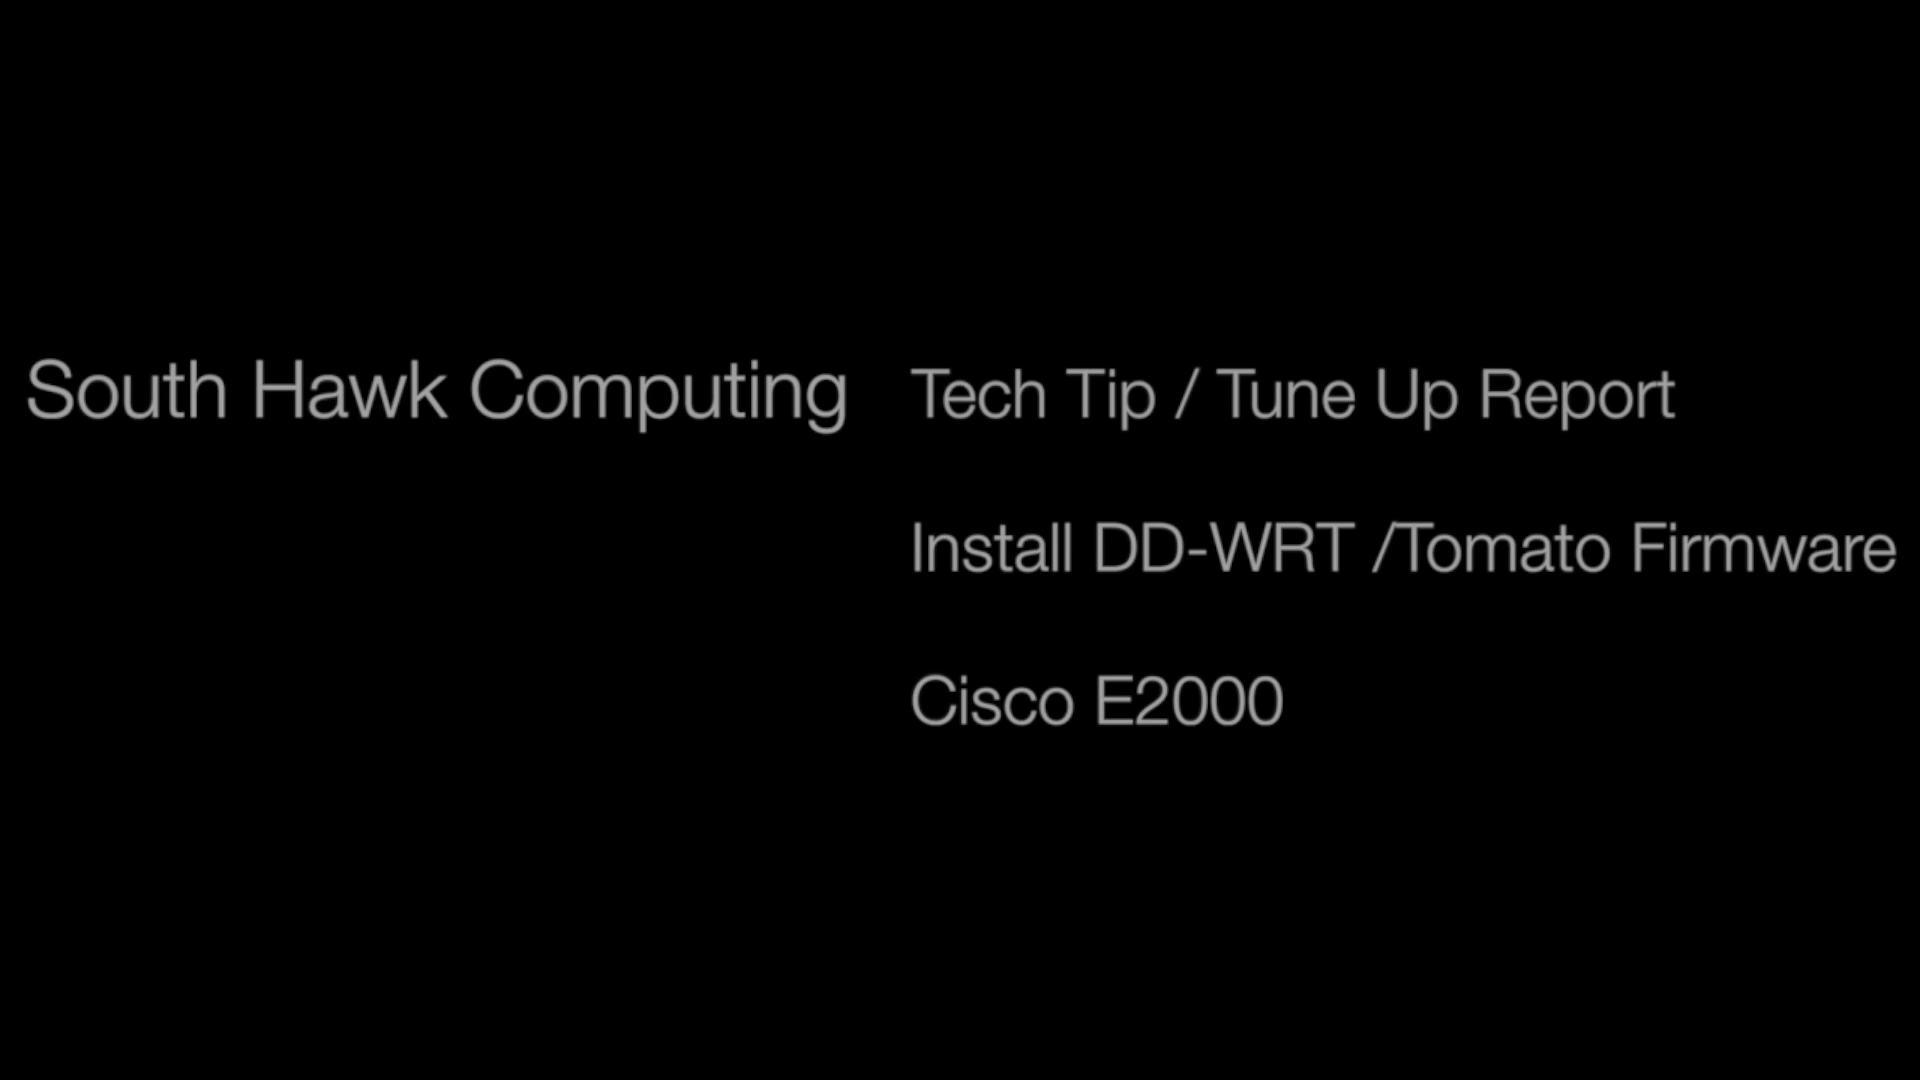 South Hawk Computing
Tech Tip / Tune Up Report
Install DD-WRT /Tomato Firmware
Cisco E2000